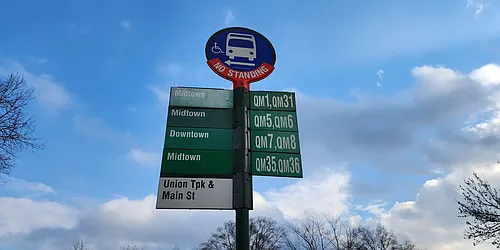 NO STANDING
Midtown QM1,QM31
Midtown QM5,QM6
Downtown QM7,QM8
Midtown QM35,QM36
Union Tpk &
Main St